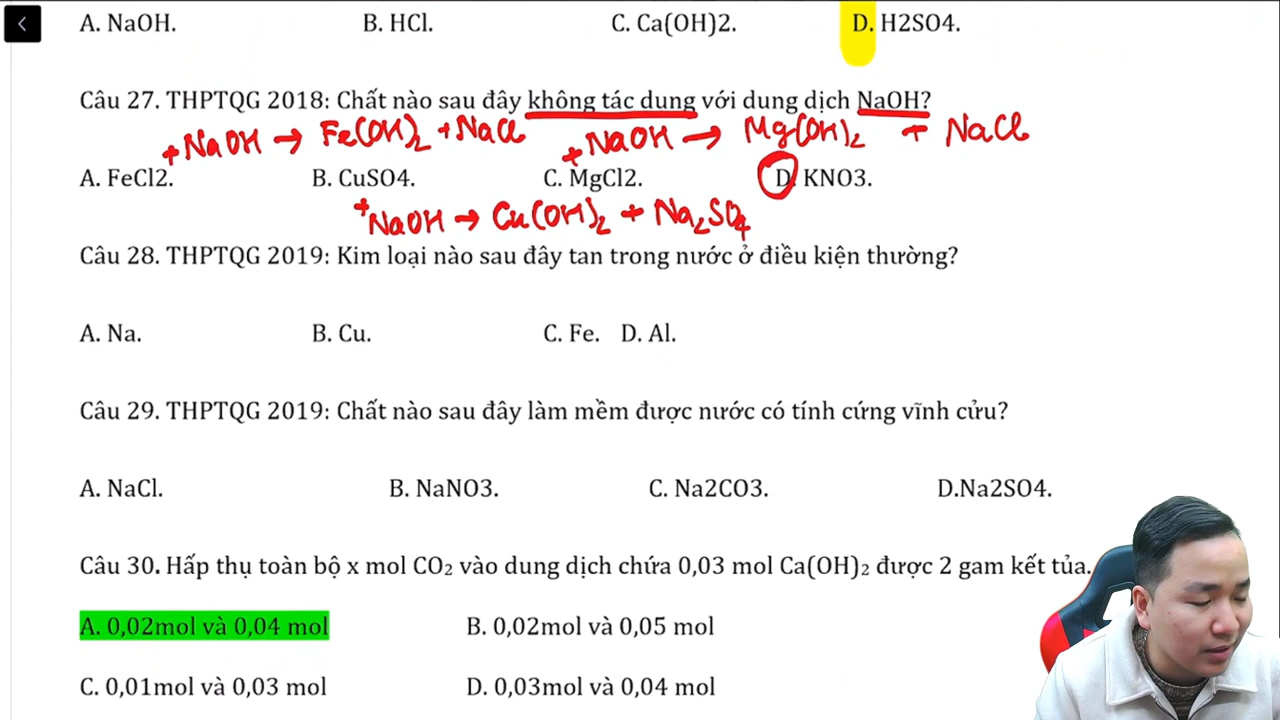 A. NaOH. B. HCl. C. Ca(OH)2. D. H2SO4.
Câu 27. THPTQG 2018: Chất nào sau đây không tác dụng với dung dịch NaOH?
+NaOH → Fe(OH)₂ + NaCl +NaOH → Mg(OH)₂ + NaCl
A. FeCl2. B. CuSO4. C. MgCl2. D. KNO3.
+NaOH → Cu(OH)₂ + Na₂SO₄
Câu 28. THPTQG 2019: Kim loại nào sau đây tan trong nước ở điều kiện thường?
A. Na. B. Cu. C. Fe. D. Al.
Câu 29. THPTQG 2019: Chất nào sau đây làm mềm được nước có tính cứng vĩnh cửu?
A. NaCl. B. NaNO3. C. Na2CO3. D.Na2SO4.
Câu 30. Hấp thụ toàn bộ x mol CO₂ vào dung dịch chứa 0,03 mol Ca(OH)₂ được 2 gam kết tủa.
A. 0,02mol và 0,04 mol B. 0,02mol và 0,05 mol
C. 0,01mol và 0,03 mol D. 0,03mol và 0,04 mol